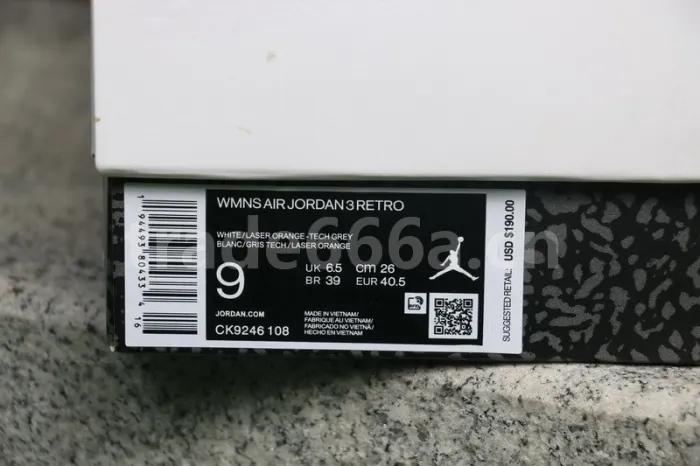 WMNS AIR JORDAN 3 RETRO
WHITE/LASER ORANGE-TECH GREY
BLANC/GRIS TECH/LASER ORANGE
9
UK 6.5 cm 26
BR 39 EUR 40.5
JORDAN.COM
CK9246 108
MADE IN VIETNAM/
FABRIQUÉ AU VIETNAM/
FABRICADO NO VIETNÃ/
HECHO EN VIETNAM
1 94493 80433 4 16
SUGGESTED RETAIL: USD $190.00
trade666a.cn